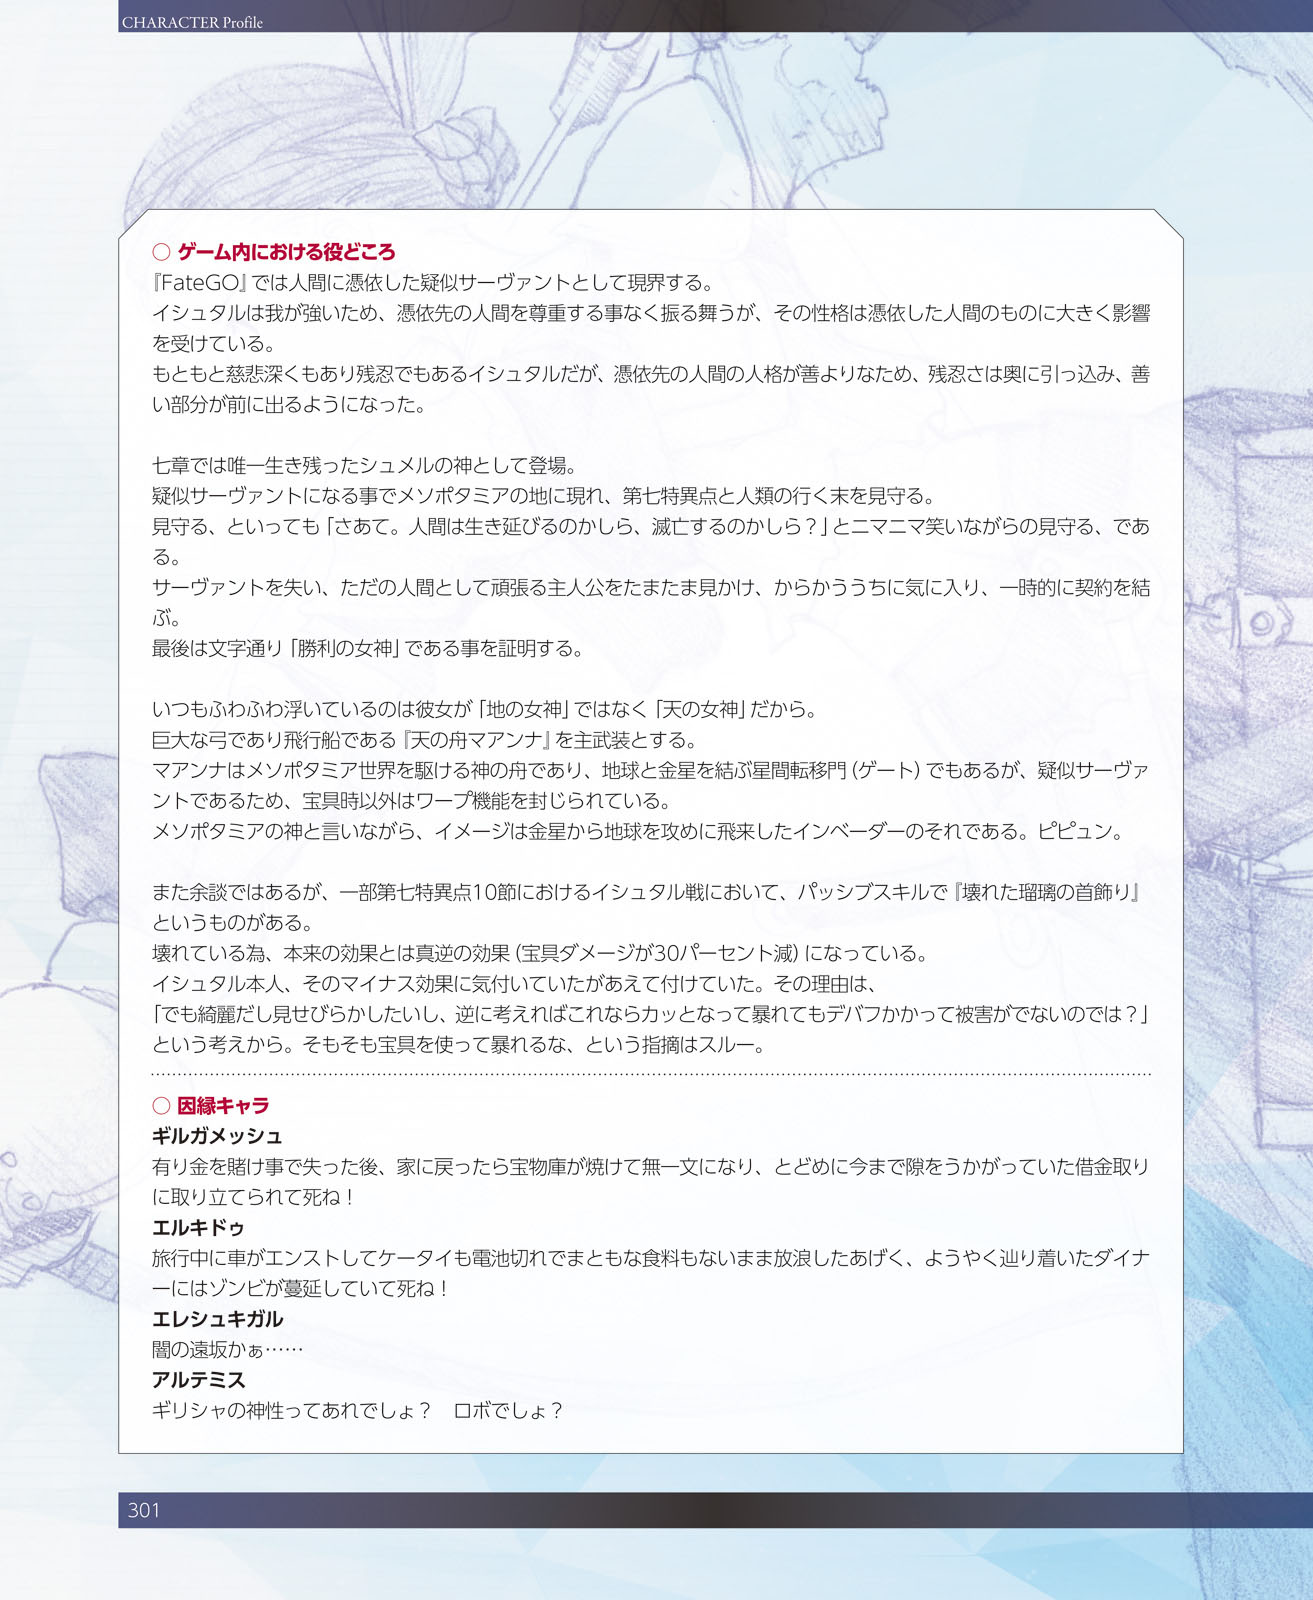 CHARACTER Profile
○ ゲーム内における役どころ
『FateGO』では人間に憑依した疑似サーヴァントとして現界する。
イシュタルは我が強いため、憑依先の人間を尊重する事なく振る舞うが、その性格は憑依した人間のものに大きく影響
を受けている。
もともと慈悲深くもあり残忍でもあるイシュタルだが、憑依先の人間の人格が善よりなため、残忍さは奥に引っ込み、善
い部分が前に出るようになった。
七章では唯一生き残ったシュメルの神として登場。
疑似サーヴァントになる事でメソポタミアの地に現れ、第七特異点と人類の行く末を見守る。
見守る、といっても「さあて。人間は生き延びるのかしら、滅亡するのかしら？」とニマニマ笑いながらの見守る、であ
る。
サーヴァントを失い、ただの人間として頑張る主人公をたまたま見かけ、からかううちに気に入り、一時的に契約を結
ぶ。
最後は文字通り「勝利の女神」である事を証明する。
いつもふわふわ浮いているのは彼女が「地の女神」ではなく「天の女神」だから。
巨大な弓であり飛行船である『天の舟マアンナ』を主武装とする。
マアンナはメソポタミア世界を駆ける神の舟であり、地球と金星を結ぶ星間転移門（ゲート）でもあるが、疑似サーヴァ
ントであるため、宝具時以外はワープ機能を封じられている。
メソポタミアの神と言いながら、イメージは金星から地球を攻めに飛来したインベーダーのそれである。ピピュン。
また余談ではあるが、一部第七特異点10節におけるイシュタル戦において、パッシブスキルで『壊れた瑠璃の首飾り』
というものがある。
壊れている為、本来の効果とは真逆の効果（宝具ダメージが30パーセント減）になっている。
イシュタル本人、そのマイナス効果に気付いていたがあえて付けていた。その理由は、
「でも綺麗だし見せびらかしたいし、逆に考えればこれならカッとなって暴れてもデバフかかって被害がでないのでは？」
という考えから。そもそも宝具を使って暴れるな、という指摘はスルー。
○ 因縁キャラ
ギルガメッシュ
有り金を賭け事で失った後、家に戻ったら宝物庫が焼けて無一文になり、とどめに今まで隙をうかがっていた借金取り
に取り立てられて死ね！
エルキドゥ
旅行中に車がエンストしてケータイも電池切れでまともな食料もないまま放浪したあげく、ようやく辿り着いたダイナ
ーにはゾンビが蔓延していて死ね！
エレシュキガル
闇の遠坂かぁ……
アルテミス
ギリシャの神性ってあれでしょ？　ロボでしょ？
301